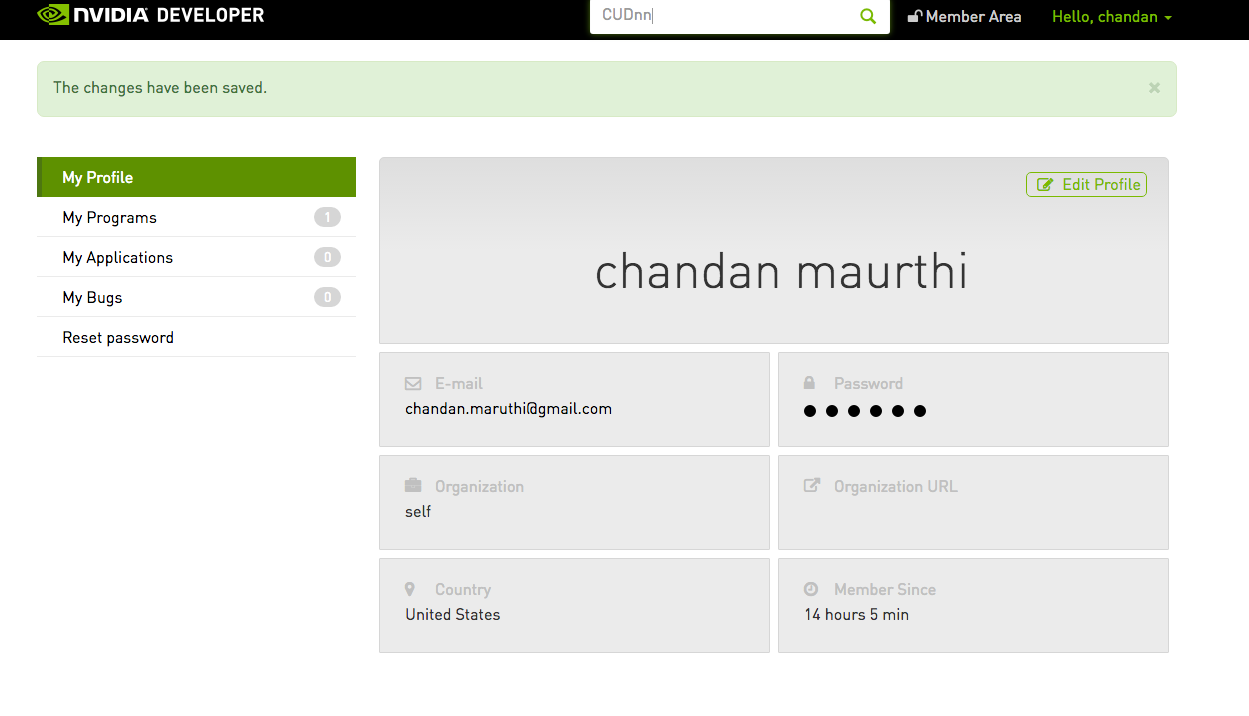 NVIDIA DEVELOPER
CUDnn
Member Area
Hello, chandan
The changes have been saved.
×
My Profile
My Programs 1
My Applications 0
My Bugs 0
Reset password
Edit Profile
chandan maurthi
E-mail
chandan.maruthi@gmail.com
Password
Organization
self
Organization URL
Country
United States
Member Since
14 hours 5 min